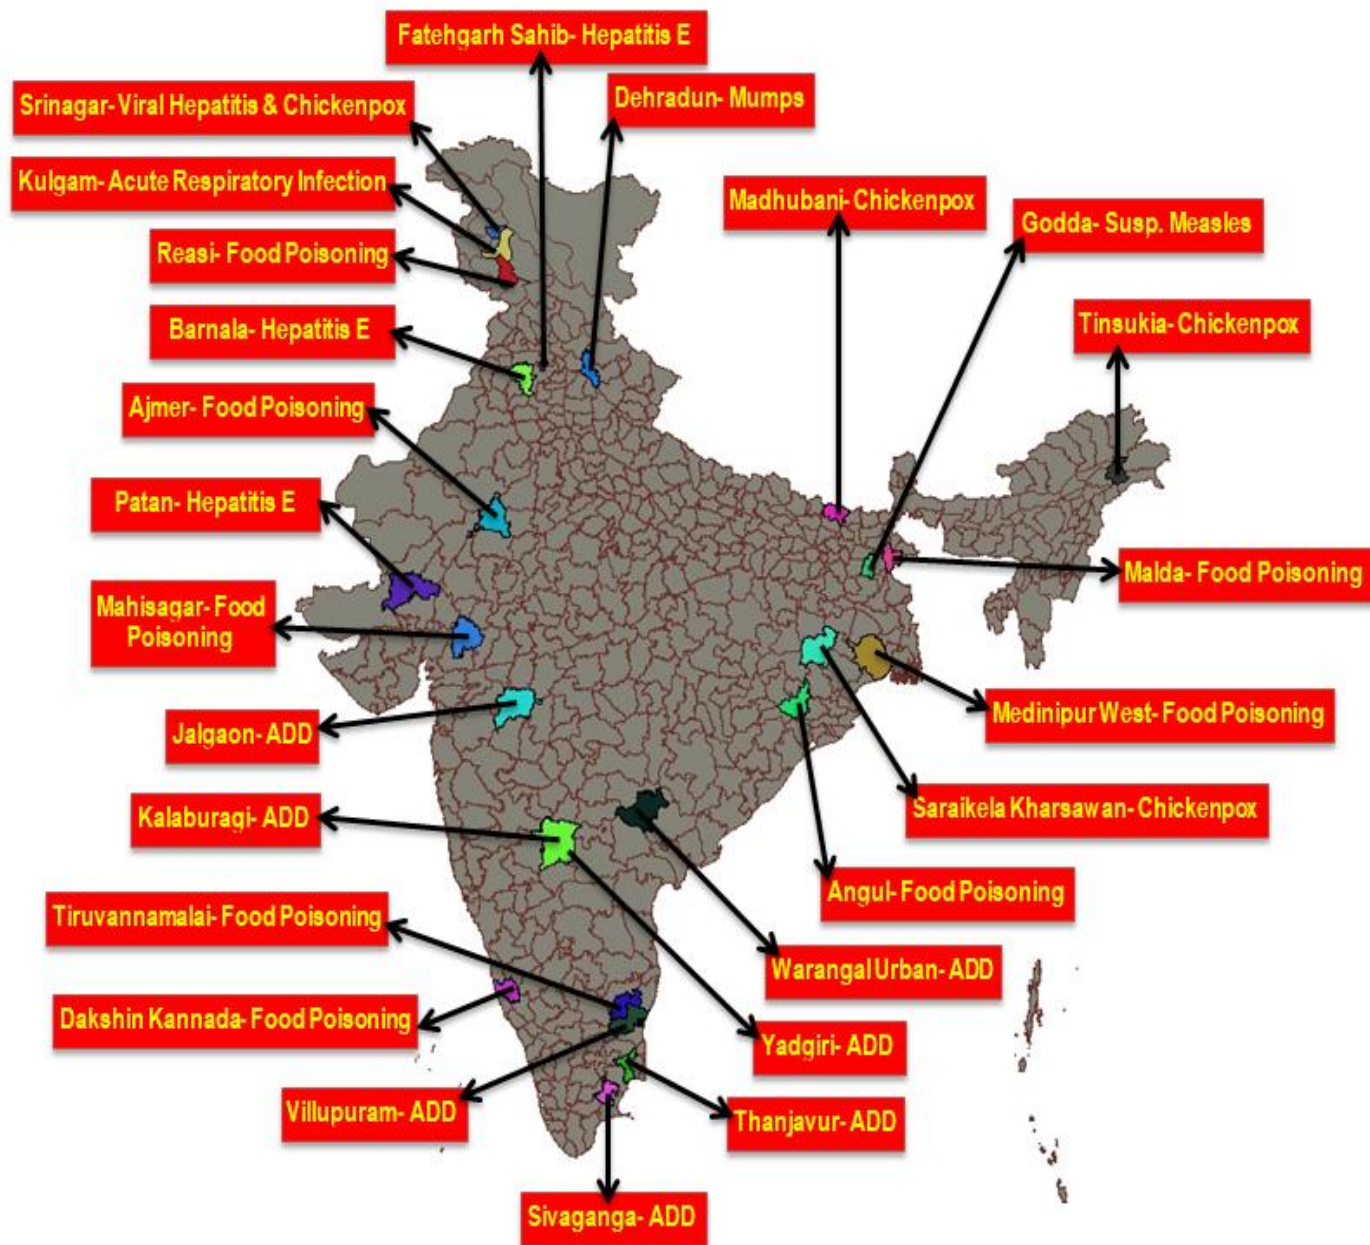 Fatehgarh Sahib- Hepatitis E
Srinagar-Viral Hepatitis & Chickenpox
Dehradun- Mumps
Kulgam- Acute Respiratory Infection
Madhubani- Chickenpox
Godda- Susp. Measles
Reasi- Food Poisoning
Barnala- Hepatitis E
Tinsukia- Chickenpox
Ajmer- Food Poisoning
Patan- Hepatitis E
Malda- Food Poisoning
Mahisagar-Food
Poisoning
Medinipur West- Food Poisoning
Jalgaon- ADD
Kalaburagi- ADD
Saraikela Kharsawan- Chickenpox
Angul- Food Poisoning
Tiruvannamalai- Food Poisoning
Warangal Urban- ADD
Dakshin Kannada- Food Poisoning
Yadgiri- ADD
Villupuram- ADD
Thanjavur- ADD
Sivaganga- ADD